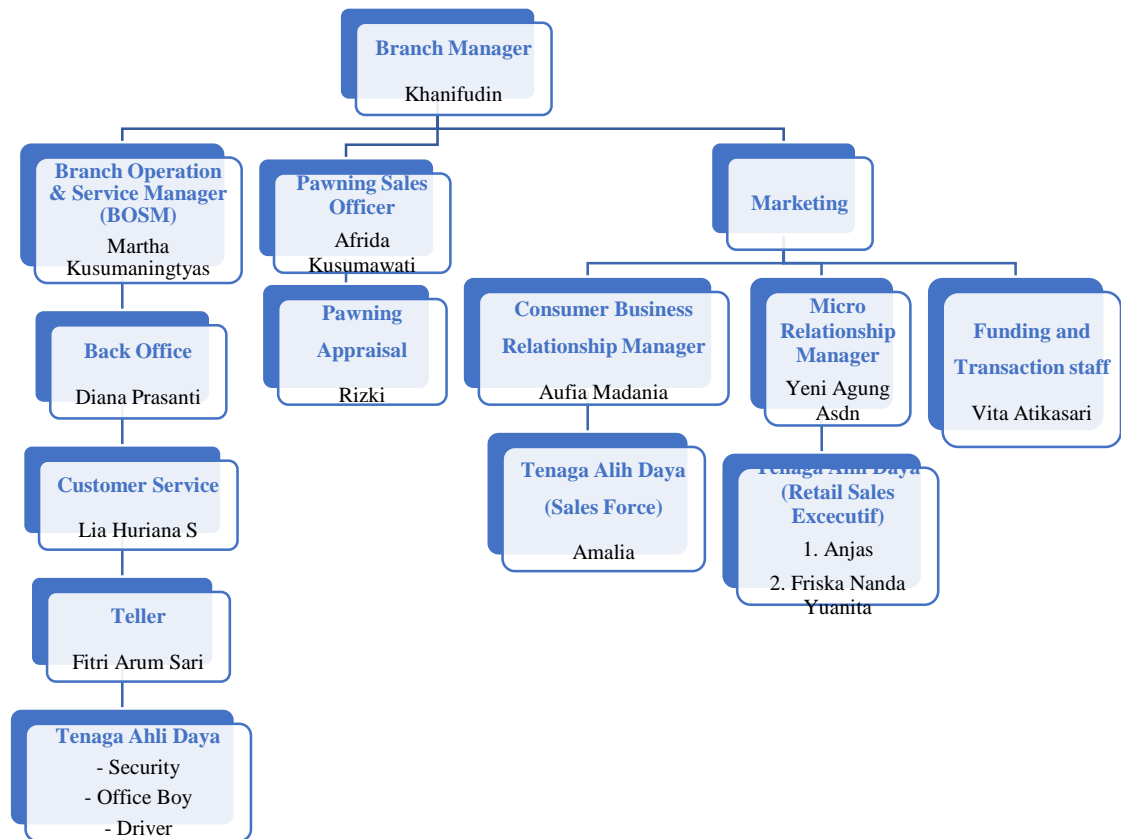 Branch Manager
Khanifudin
Branch Operation
& Service Manager
(BOSM)
Martha
Kusumaningtyas
Pawning Sales
Officer
Afrida
Kusumawati
Marketing
Back Office
Diana Prasanti
Pawning
Appraisal
Rizki
Consumer Business
Relationship Manager
Aufia Madania
Micro
Relationship
Manager
Yeni Agung
Asdn
Funding and
Transaction staff
Vita Atikasari
Customer Service
Lia Huriana S
Tenaga Alih Daya
(Sales Force)
Amalia
Tenaga Daya
(Retail Sales
Excecutif)
1. Anjas
2. Friska Nanda
Yuanita
Teller
Fitri Arum Sari
Tenaga Ahli Daya
- Security
- Office Boy
- Driver